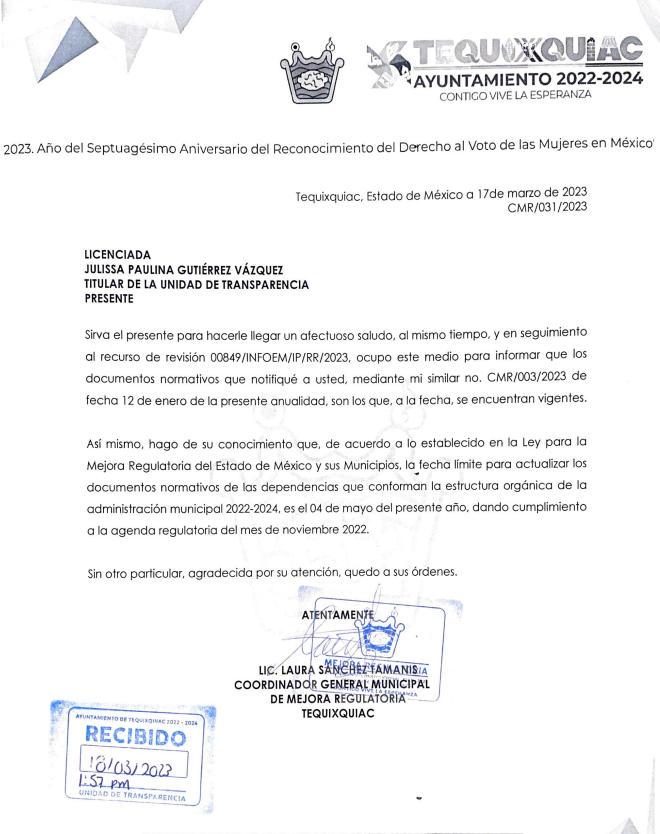 TEQUIXQUIAC
AYUNTAMIENTO 2022-2024
CONTIGO VIVE LA ESPERANZA
2023. Año del Septuagésimo Aniversario del Reconocimiento del Derecho al Voto de las Mujeres en México"
Tequixquiac, Estado de México a 17de marzo de 2023
CMR/031/2023
LICENCIADA
JULISSA PAULINA GUTIÉRREZ VÁZQUEZ
TITULAR DE LA UNIDAD DE TRANSPARENCIA
PRESENTE
Sirva el presente para hacerle llegar un afectuoso saludo, al mismo tiempo, y en seguimiento
al recurso de revisión 00849/INFOEM/IP/RR/2023, ocupo este medio para informar que los
documentos normativos que notifiqué a usted, mediante mi similar no. CMR/003/2023 de
fecha 12 de enero de la presente anualidad, son los que, a la fecha, se encuentran vigentes.
Así mismo, hago de su conocimiento que, de acuerdo a lo establecido en la Ley para la
Mejora Regulatoria del Estado de México y sus Municipios, la fecha límite para actualizar los
documentos normativos de las dependencias que conforman la estructura orgánica de la
administración municipal 2022-2024, es el 04 de mayo del presente año, dando cumplimiento
a la agenda regulatoria del mes de noviembre 2022.
Sin otro particular, agradecida por su atención, quedo a sus órdenes.
ATENTAMENTE
LIC. LAURA SÁNCHEZ TAMANIS
COORDINADOR GENERAL MUNICIPAL
DE MEJORA REGULATORIA
TEQUIXQUIAC
AYUNTAMIENTO DE TEQUIXQUIAC 2022 - 2024
RECIBIDO
18/03/2023
1:57 pm
UNIDAD DE TRANSPARENCIA